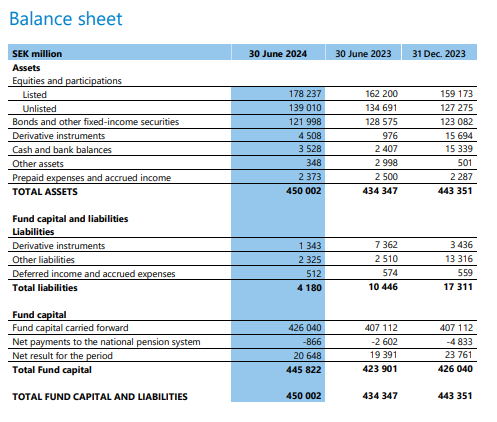 Balance sheet
SEK million 30 June 2024 30 June 2023 31 Dec. 2023
Assets
Equities and participations
Listed 178 237 162 200 159 173
Unlisted 139 010 134 691 127 275
Bonds and other fixed-income securities 121 998 128 575 123 082
Derivative instruments 4 508 976 15 694
Cash and bank balances 3 528 2 407 15 339
Other assets 348 2 998 501
Prepaid expenses and accrued income 2 373 2 500 2 287
TOTAL ASSETS 450 002 434 347 443 351
Fund capital and liabilities
Liabilities
Derivative instruments 1 343 7 362 3 436
Other liabilities 2 325 2 510 13 316
Deferred income and accrued expenses 512 574 559
Total liabilities 4 180 10 446 17 311
Fund capital
Fund capital carried forward 426 040 407 112 407 112
Net payments to the national pension system -866 -2 602 -4 833
Net result for the period 20 648 19 391 23 761
Total Fund capital 445 822 423 901 426 040
TOTAL FUND CAPITAL AND LIABILITIES 450 002 434 347 443 351